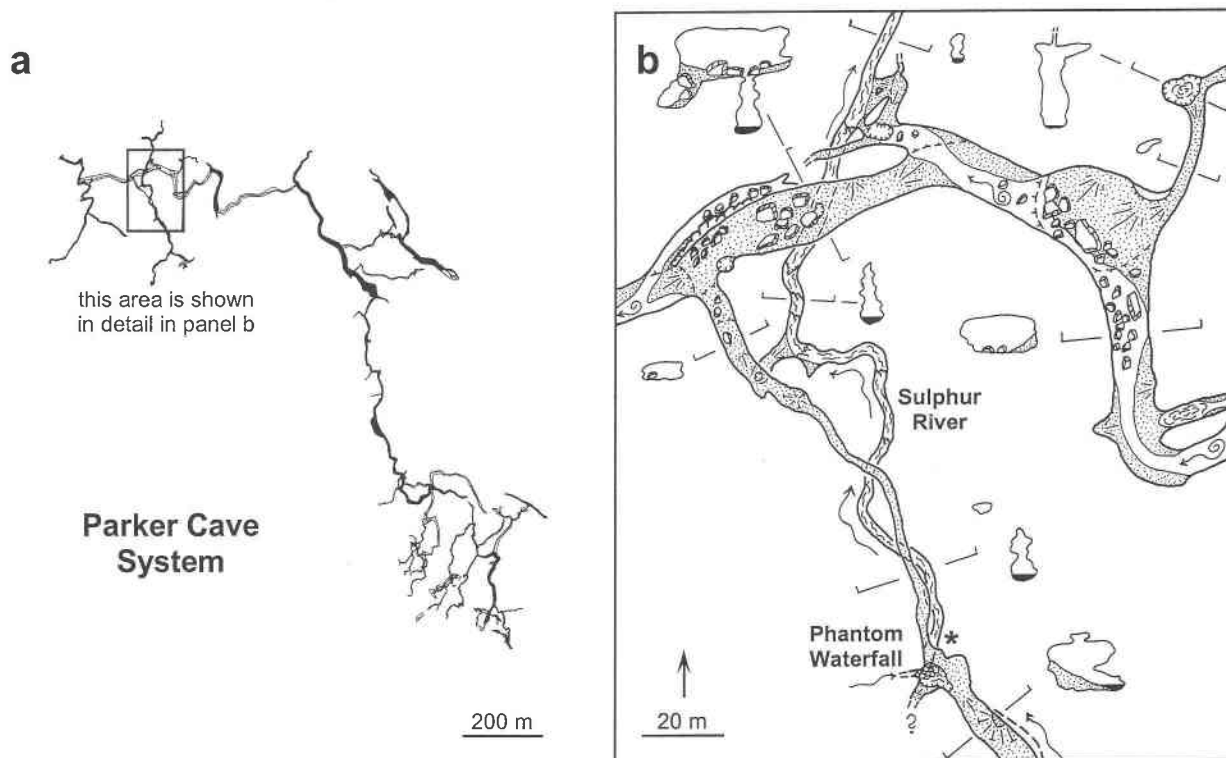 a
this area is shown
in detail in panel b
Parker Cave
System
200 m
b
Sulphur
River
Phantom
Waterfall
*
?
20 m